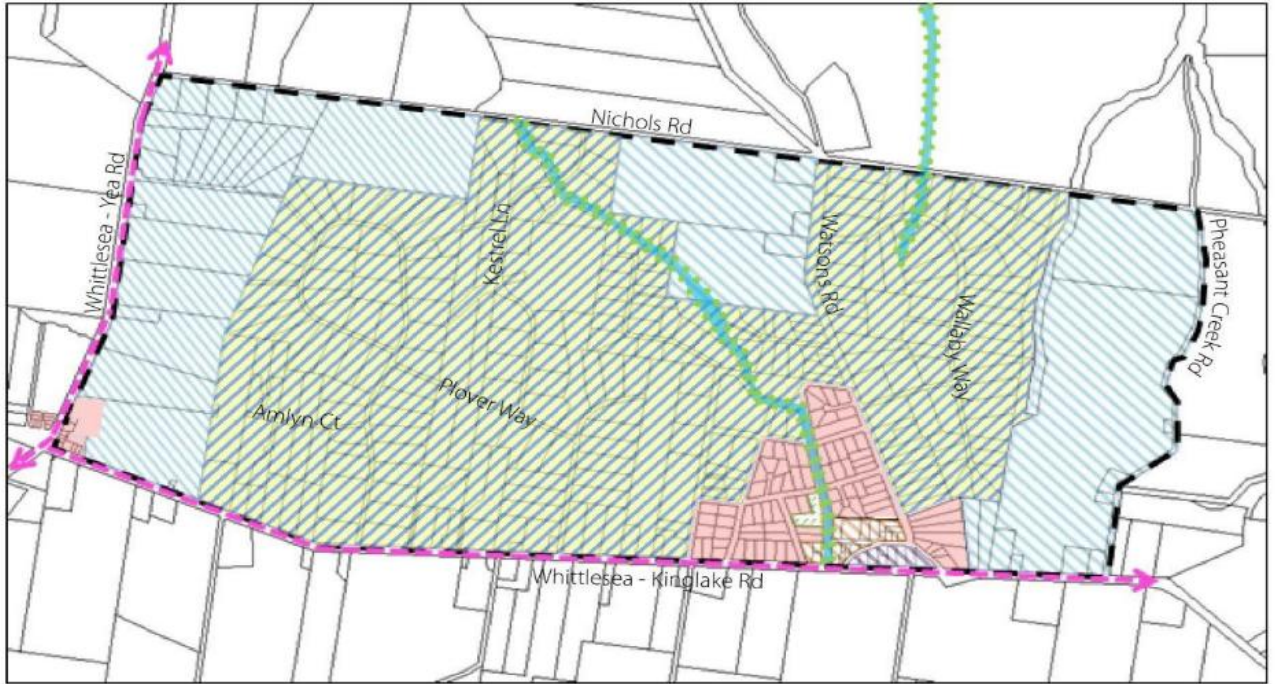 Nichols Rd
Whittlesea - Yea Rd
Kestrel Ln
Watsons Rd
Pheasant Creek Rd
Wallaby Way
Plover Way
Amlyn Ct
Whittlesea - Kinglake Rd